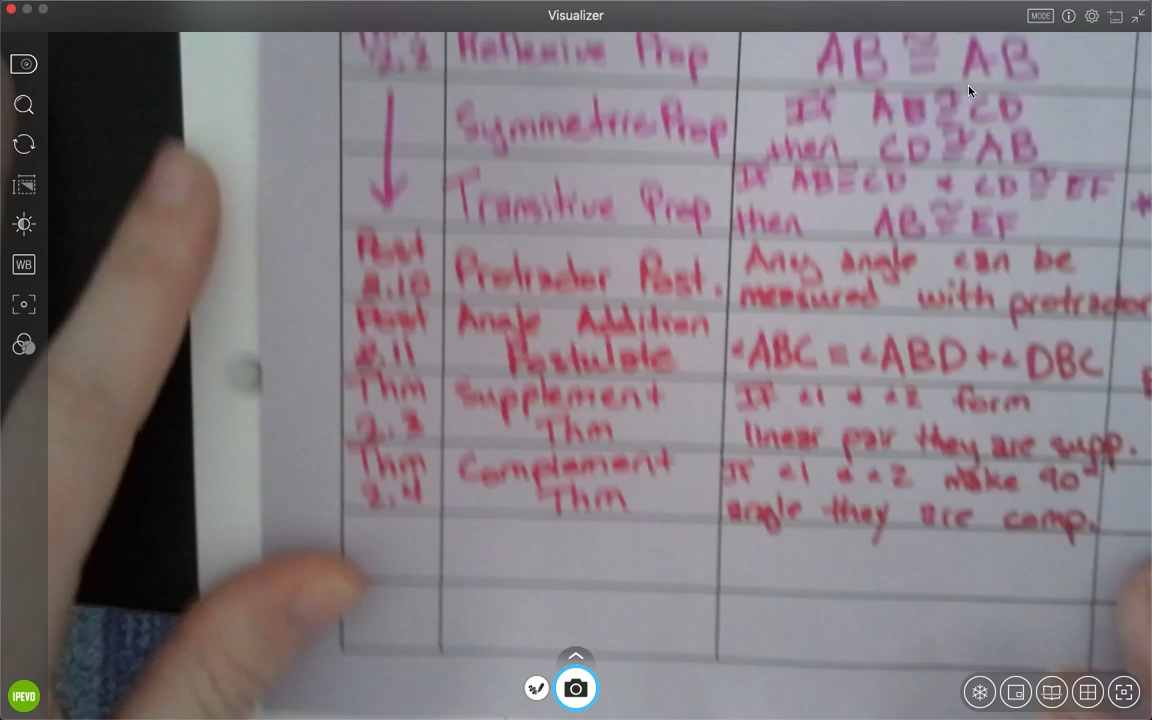 Visualizer
MODE
Reflexive Prop AB ≅ AB
2.2
Symmetric Prop If AB ≅ CD
then CD ≅ AB
Transitive Prop If AB ≅ CD & CD ≅ EF
then AB ≅ EF
Post Protractor Post. Any angle can be
2.10 measured with protractor
Post Angle Addition
2.11 Postulate ∠ABC = ∠ABD + ∠DBC
Thm Supplement If ∠1 & ∠2 form
2.3 Thm linear pair they are supp.
Thm Complement If ∠1 & ∠2 make 90°
2.4 Thm angle they are comp.
WB
IPEVO